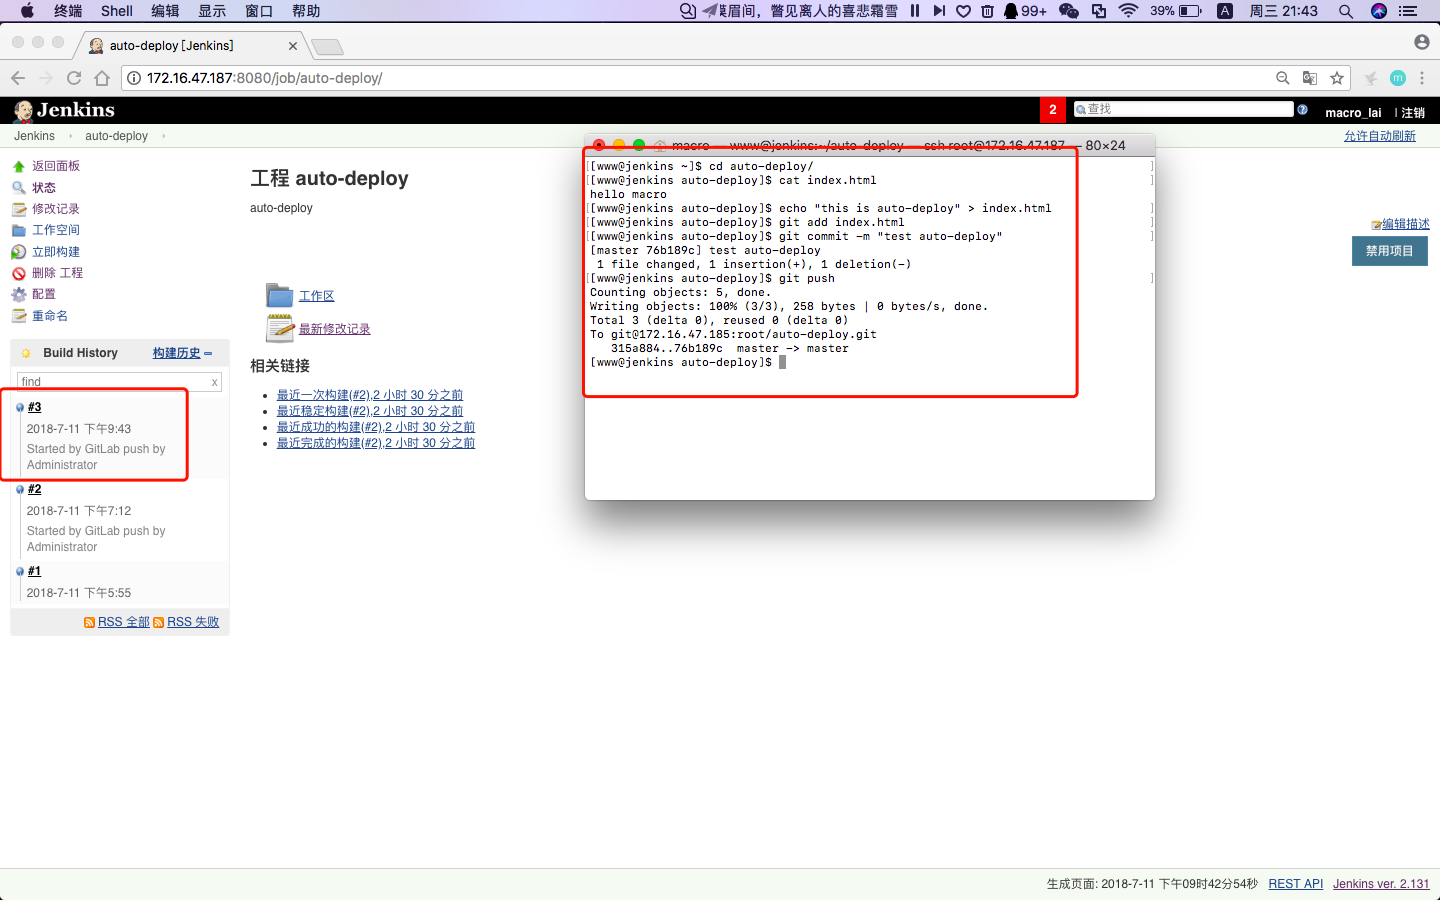 终端 Shell 编辑 显示 窗口 帮助 眉间，瞥见离人的喜悲霜雪 99+ 39% A 周三 21:43
auto-deploy [Jenkins]
172.16.47.187:8080/job/auto-deploy/ m
Jenkins 2 查找 macro_lai | 注销
Jenkins auto-deploy 允许自动刷新
返回面板
状态
修改记录
工作空间
立即构建
删除 工程
配置
重命名
Build History 构建历史
find x
#3
2018-7-11 下午9:43
Started by GitLab push by
Administrator
#2
2018-7-11 下午7:12
Started by GitLab push by
Administrator
#1
2018-7-11 下午5:55
RSS 全部 RSS 失败
工程 auto-deploy
auto-deploy
编辑描述
禁用项目
工作区
最新修改记录
相关链接
最近一次构建(#2),2 小时 30 分之前
最近稳定构建(#2),2 小时 30 分之前
最近成功的构建(#2),2 小时 30 分之前
最近完成的构建(#2),2 小时 30 分之前
macro — www@jenkins:~/auto-deploy — ssh root@172.16.47.187 — 80×24
[[www@jenkins ~]$ cd auto-deploy/ ]
[[www@jenkins auto-deploy]$ cat index.html ]
hello macro
[[www@jenkins auto-deploy]$ echo "this is auto-deploy" > index.html ]
[[www@jenkins auto-deploy]$ git add index.html ]
[[www@jenkins auto-deploy]$ git commit -m "test auto-deploy" ]
[master 76b189c] test auto-deploy
1 file changed, 1 insertion(+), 1 deletion(-)
[[www@jenkins auto-deploy]$ git push ]
Counting objects: 5, done.
Writing objects: 100% (3/3), 258 bytes | 0 bytes/s, done.
Total 3 (delta 0), reused 0 (delta 0)
To git@172.16.47.185:root/auto-deploy.git
315a884..76b189c master -> master
[www@jenkins auto-deploy]$
生成页面: 2018-7-11 下午09时42分54秒 REST API Jenkins ver. 2.131